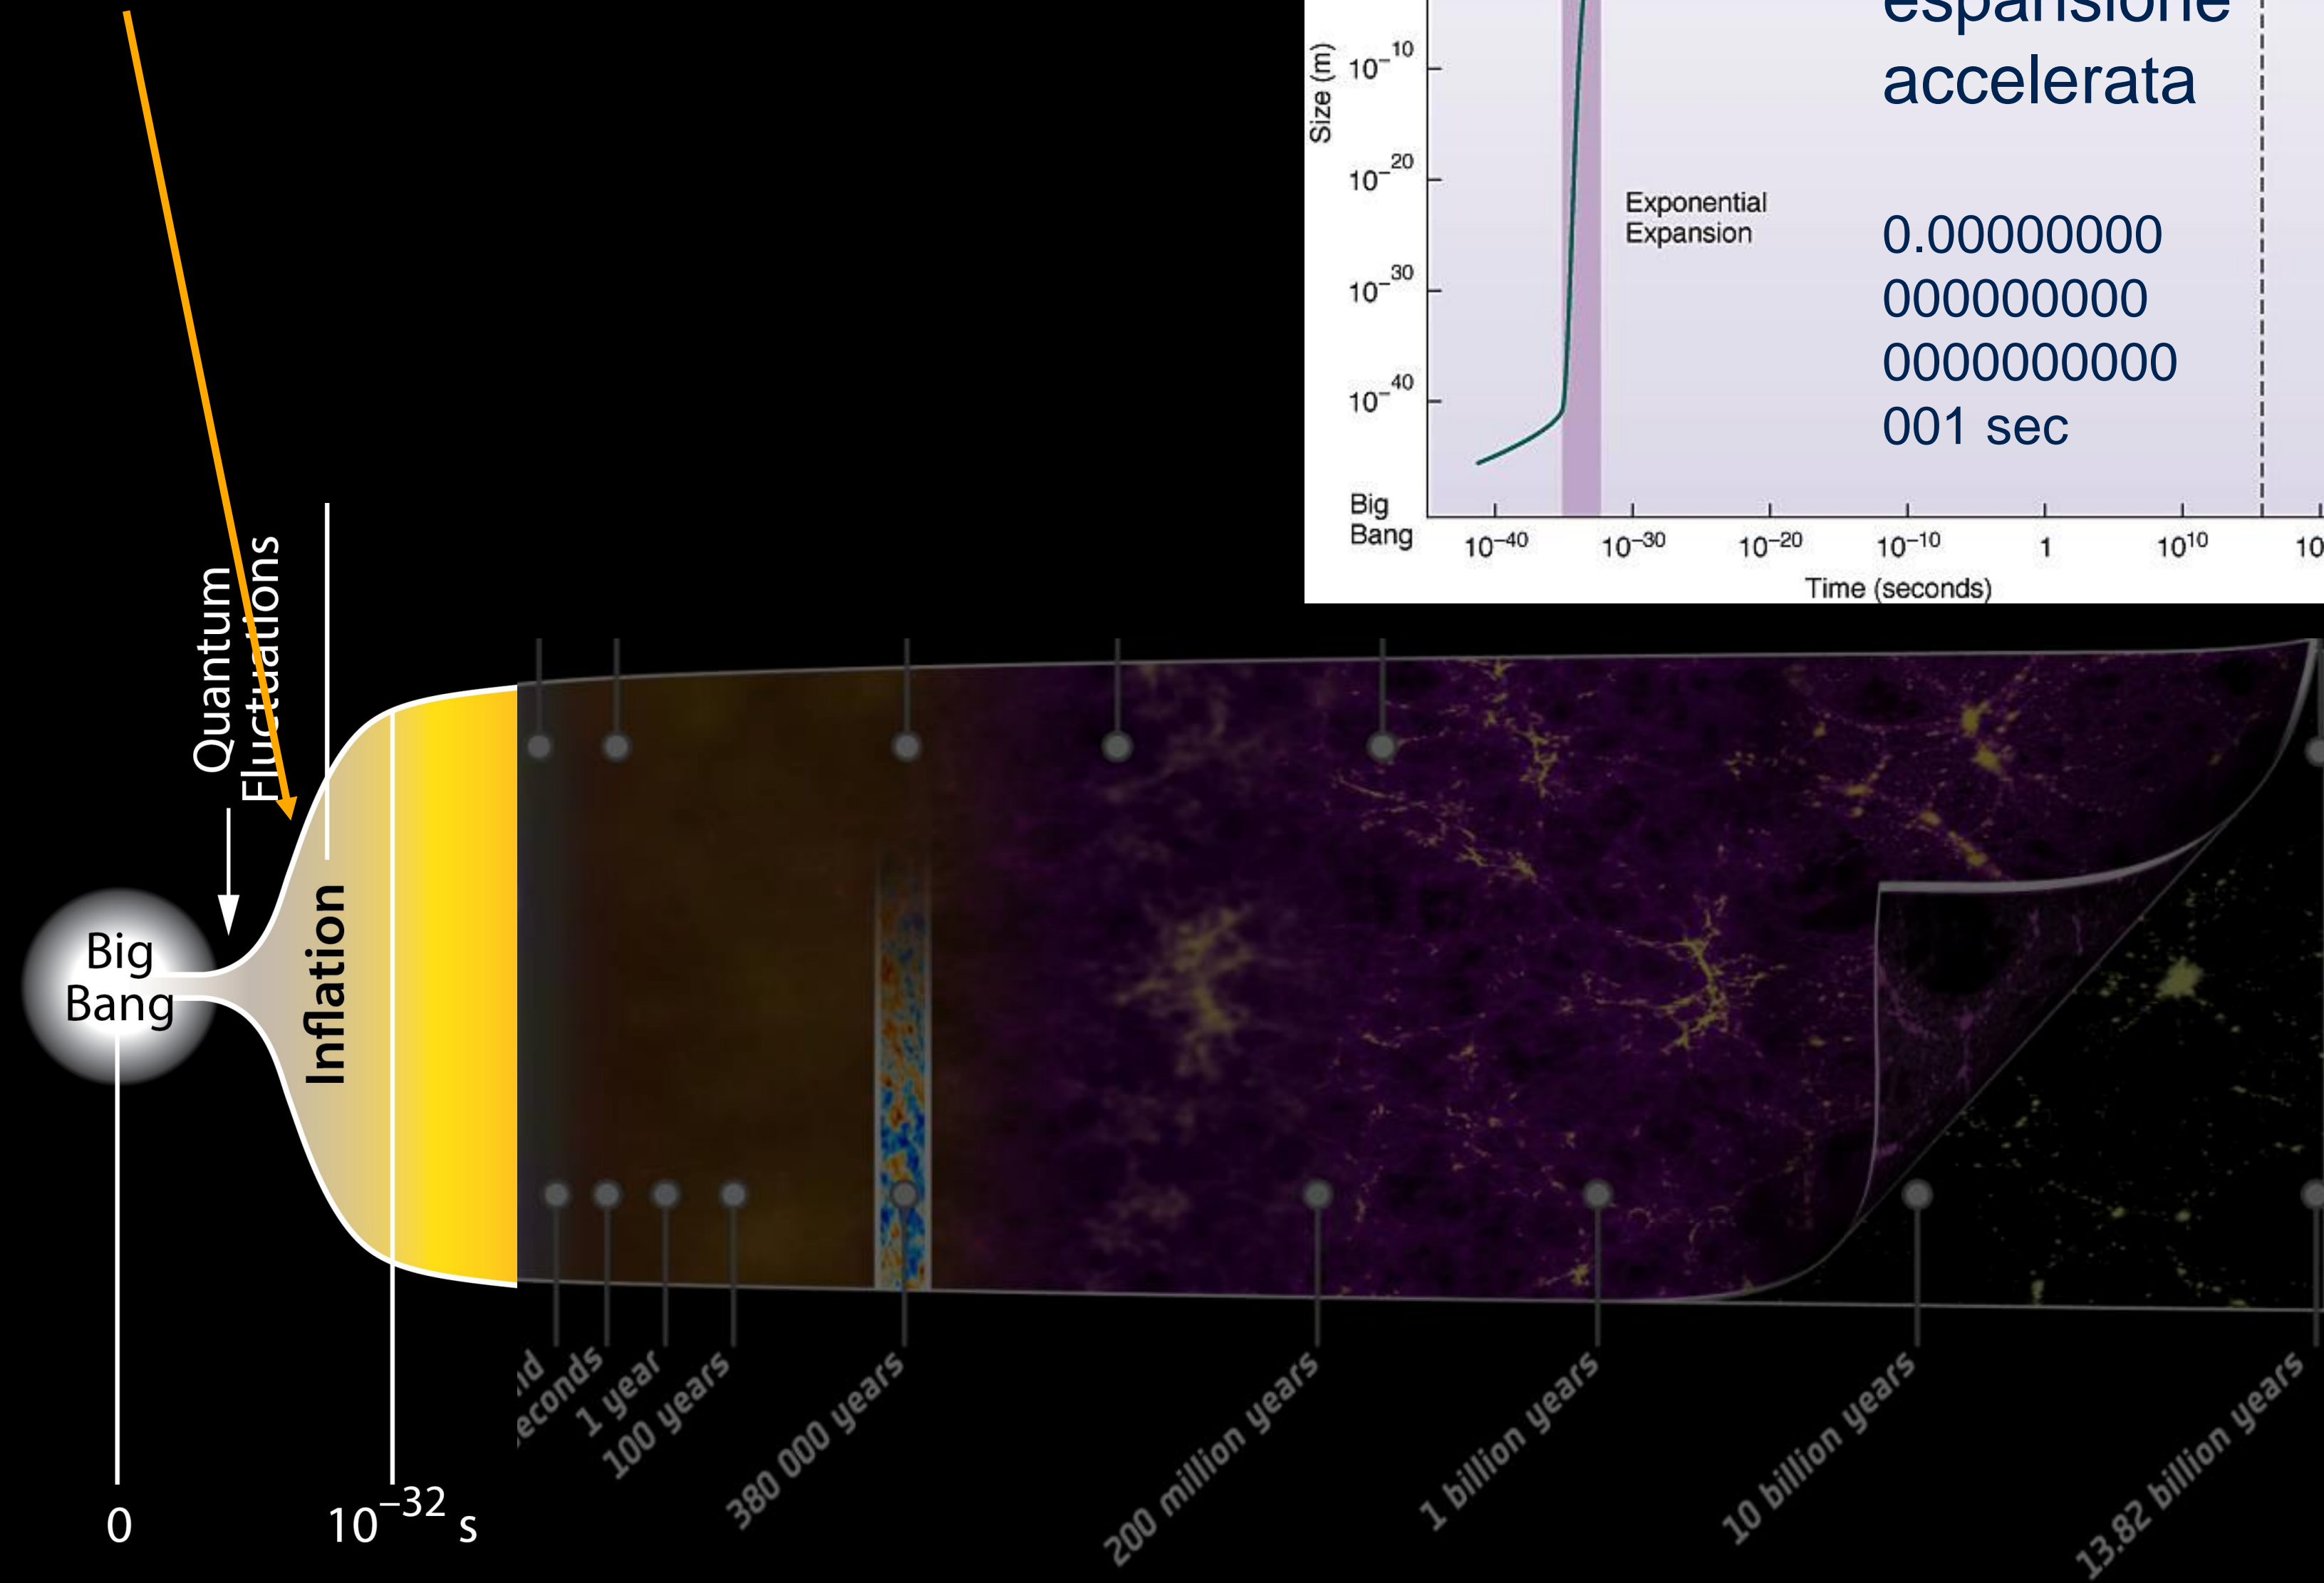 espansione
accelerata
Size (m)
10⁻¹⁰
10⁻²⁰
10⁻³⁰
10⁻⁴⁰
Exponential
Expansion
0.00000000
000000000
0000000000
001 sec
Big
Bang
10⁻⁴⁰
10⁻³⁰
10⁻²⁰
10⁻¹⁰
1
10¹⁰
10
Time (seconds)
Quantum
Fluctuations
Big
Bang
Inflation
0
10⁻³² s
econds
1 year
100 years
380 000 years
200 million years
1 billion years
10 billion years
13.82 billion years